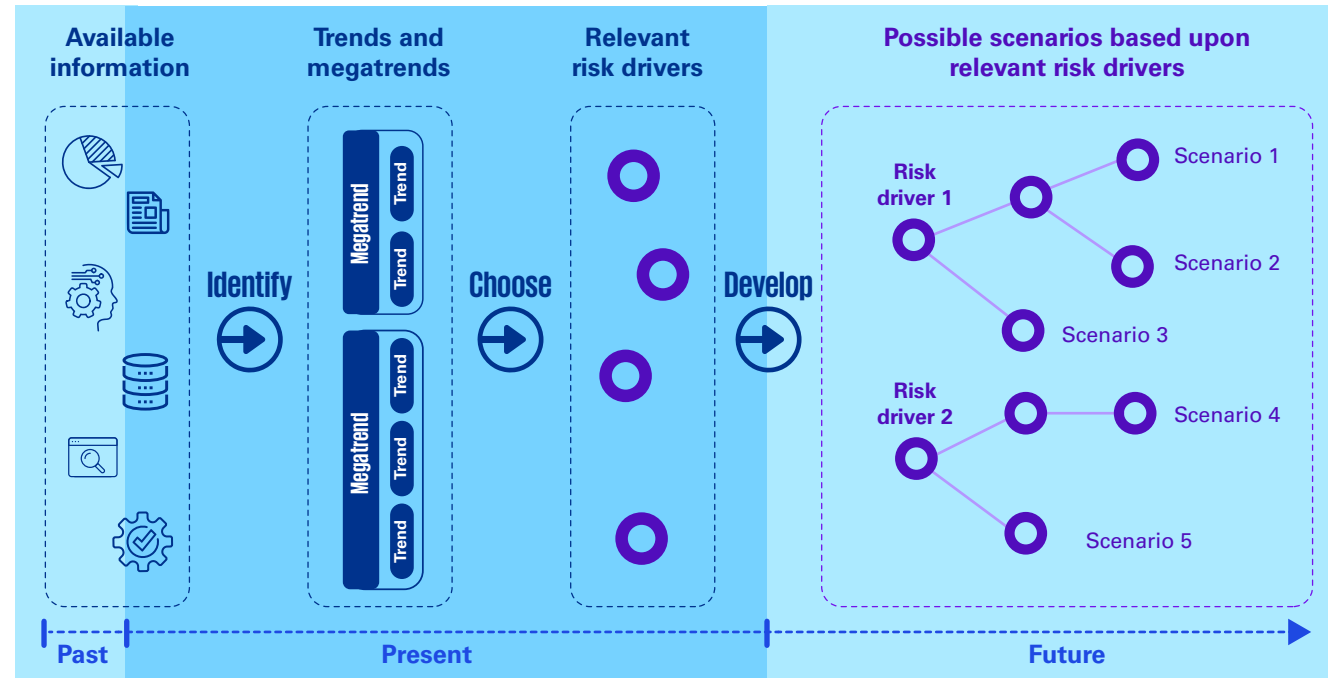 Available
information
Trends and
megatrends
Relevant
risk drivers
Possible scenarios based upon
relevant risk drivers
Identify
Megatrend
Trend
Trend
Megatrend
Trend
Trend
Trend
Choose
Develop
Risk
driver 1
Scenario 1
Scenario 2
Scenario 3
Risk
driver 2
Scenario 4
Scenario 5
Past
Present
Future